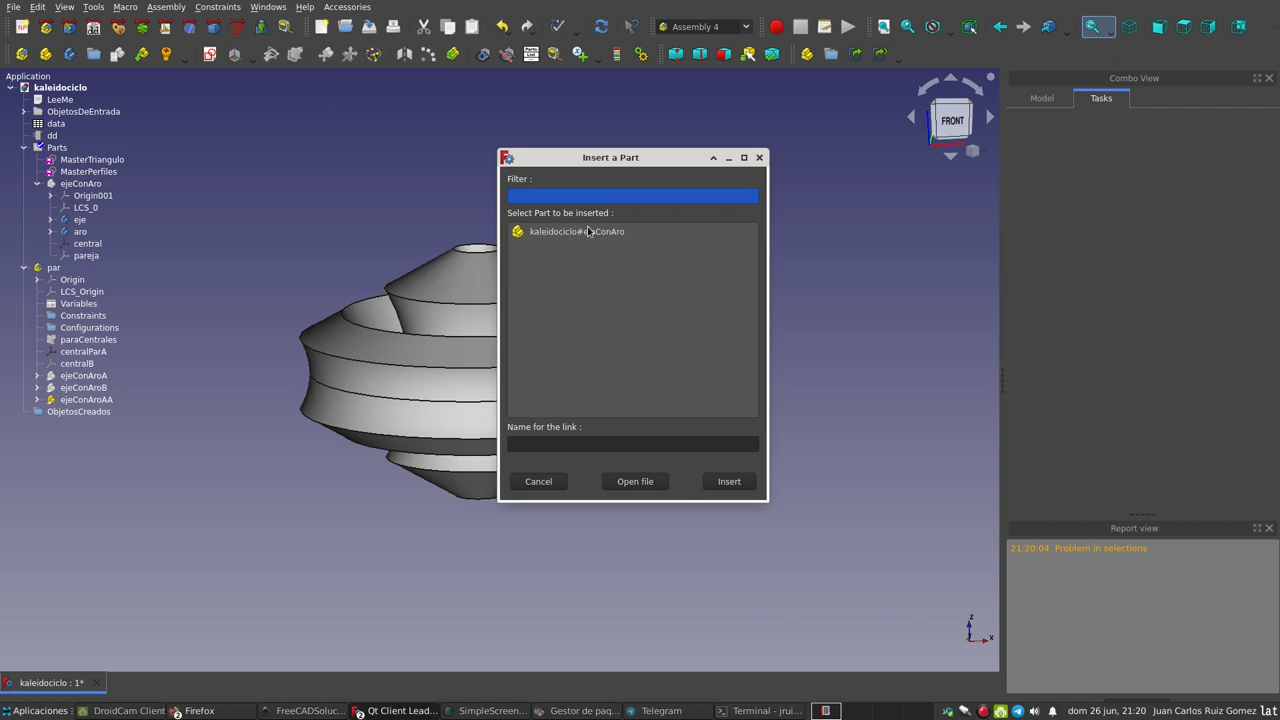 File Edit View Tools Macro Assembly Constraints Windows Help Accessories
Assembly 4
Application
kaleidociclo
LeeMe
ObjetosDeEntrada
data
dd
Parts
MasterTriangulo
MasterPerfiles
ejeConAro
Origin001
LCS_0
eje
aro
central
pareja
par
Origin
LCS_Origin
Variables
Constraints
Configurations
paraCentrales
centralParA
centralB
ejeConAroA
ejeConAroB
ejeConAroAA
ObjetosCreados
FRONT
Insert a Part
Filter :
Select Part to be inserted :
kaleidociclo#ejeConAro
Name for the link :
Cancel Open file Insert
Combo View
Model Tasks
Report view
21:20:04 Problem in selections
z
x
kaleidociclo : 1*
Aplicaciones DroidCam Client Firefox FreeCADSoluc... Qt Client Lead... SimpleScreen... Gestor de paq... Telegram Terminal - jrui... dom 26 jun, 21:20 Juan Carlos Ruiz Gomez lat